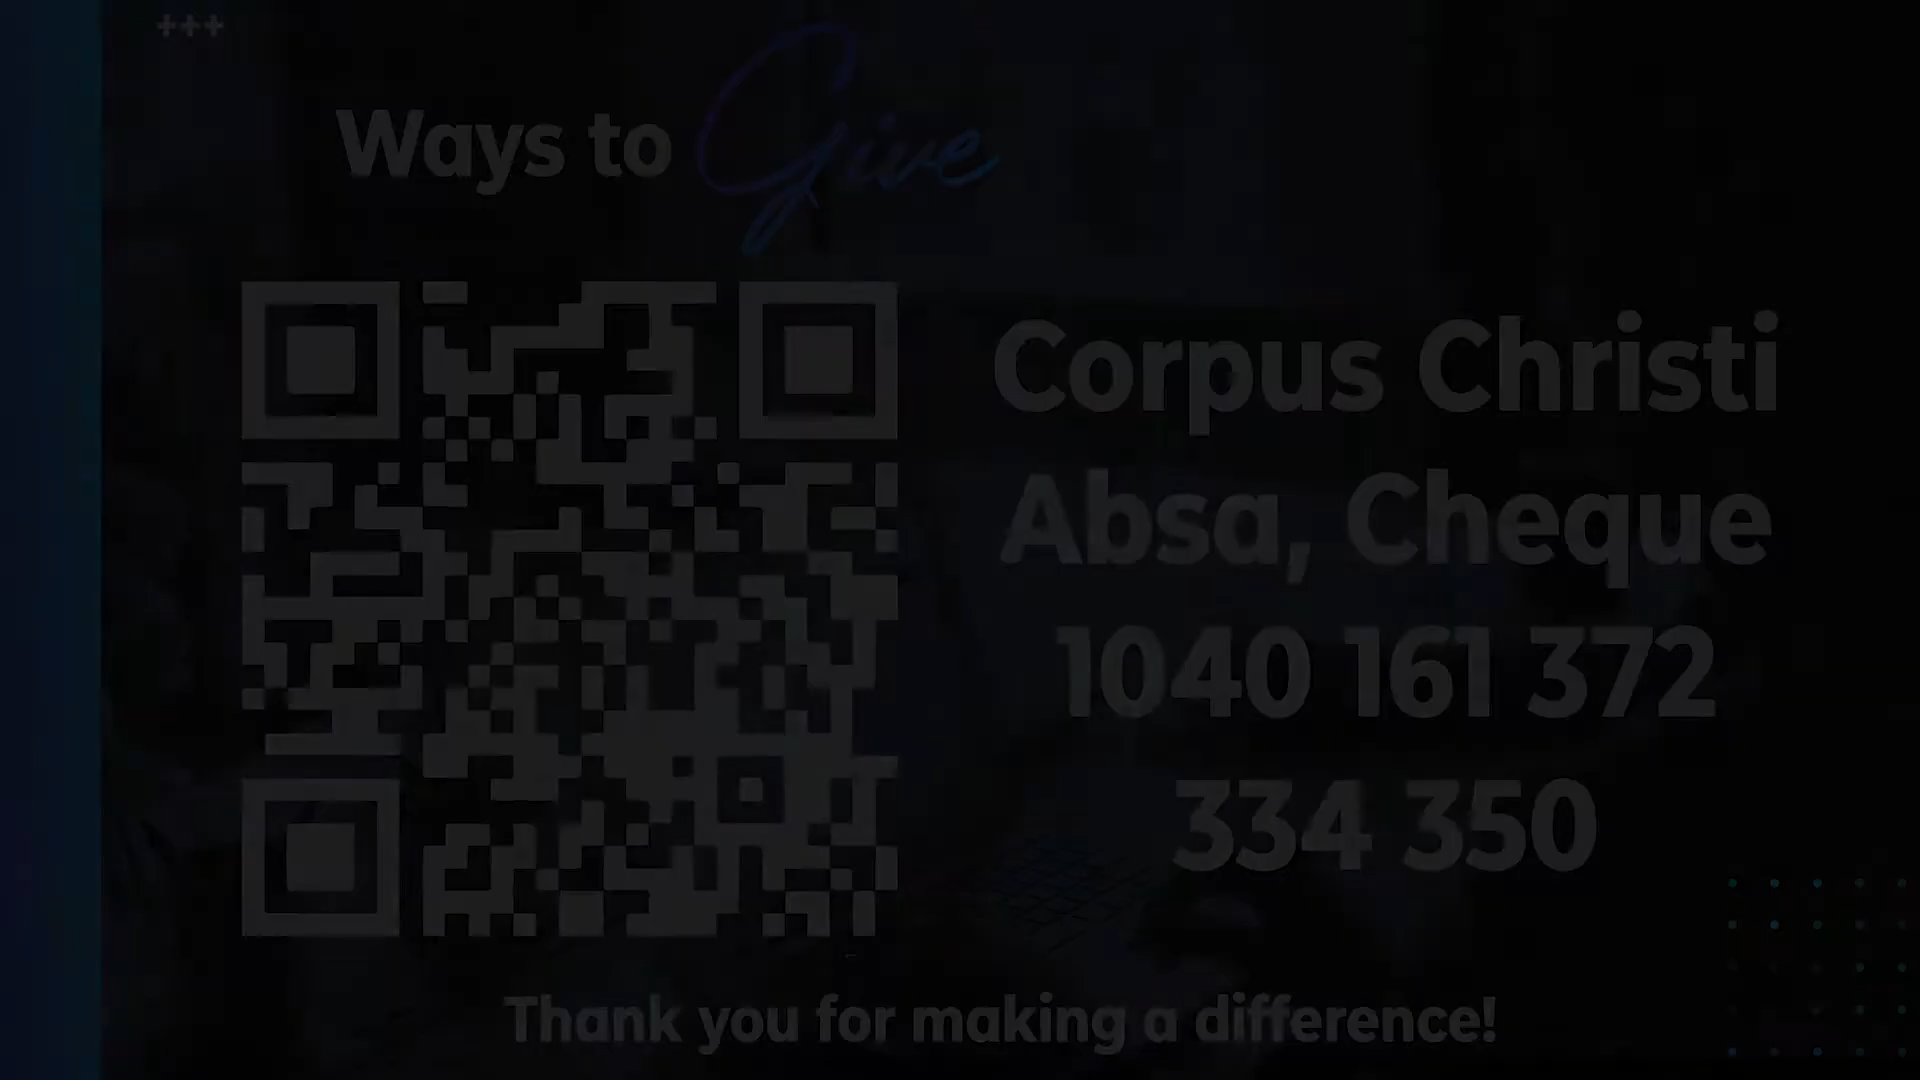 +++
Ways to Give
Corpus Christi
Absa, Cheque
1040 161 372
334 350
Thank you for making a difference!